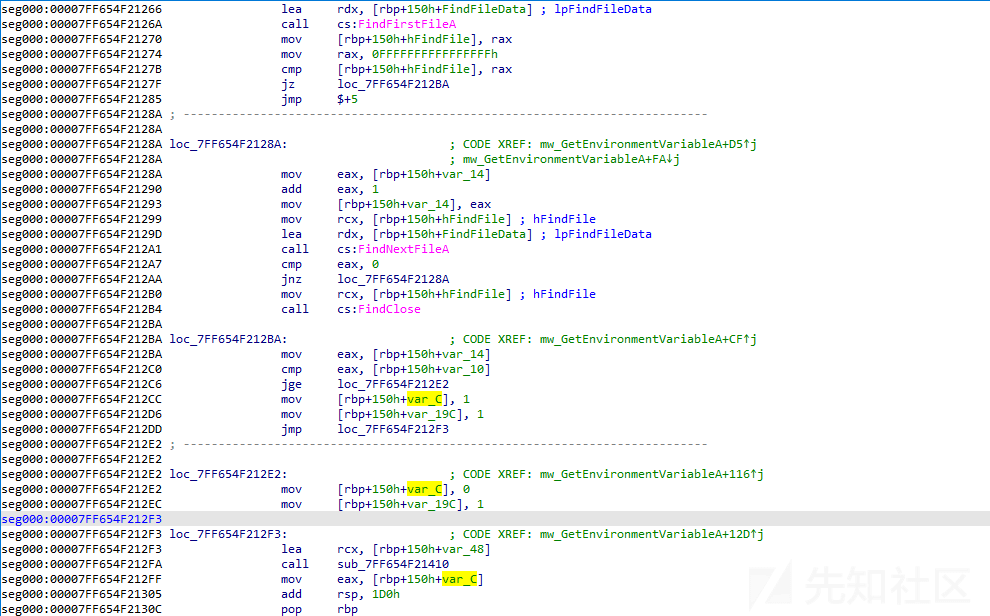 seg000:00007FF654F21266 lea rdx, [rbp+150h+FindFileData] ; lpFindFileData
seg000:00007FF654F2126A call cs:FindFirstFileA
seg000:00007FF654F21270 mov [rbp+150h+hFindFile], rax
seg000:00007FF654F21274 mov rax, 0FFFFFFFFFFFFFFFFh
seg000:00007FF654F2127B cmp [rbp+150h+hFindFile], rax
seg000:00007FF654F2127F jz loc_7FF654F212BA
seg000:00007FF654F21285 jmp $+5
seg000:00007FF654F2128A ; ---------------------------------------------------------------------------
seg000:00007FF654F2128A
seg000:00007FF654F2128A loc_7FF654F2128A: ; CODE XREF: mw_GetEnvironmentVariableA+D5↑j
seg000:00007FF654F2128A ; mw_GetEnvironmentVariableA+FA↓j
seg000:00007FF654F2128A mov eax, [rbp+150h+var_14]
seg000:00007FF654F21290 add eax, 1
seg000:00007FF654F21293 mov [rbp+150h+var_14], eax
seg000:00007FF654F21299 mov rcx, [rbp+150h+hFindFile] ; hFindFile
seg000:00007FF654F2129D lea rdx, [rbp+150h+FindFileData] ; lpFindFileData
seg000:00007FF654F212A1 call cs:FindNextFileA
seg000:00007FF654F212A7 cmp eax, 0
seg000:00007FF654F212AA jnz loc_7FF654F2128A
seg000:00007FF654F212B0 mov rcx, [rbp+150h+hFindFile] ; hFindFile
seg000:00007FF654F212B4 call cs:FindClose
seg000:00007FF654F212BA
seg000:00007FF654F212BA loc_7FF654F212BA: ; CODE XREF: mw_GetEnvironmentVariableA+CF↑j
seg000:00007FF654F212BA mov eax, [rbp+150h+var_14]
seg000:00007FF654F212C0 cmp eax, [rbp+150h+var_10]
seg000:00007FF654F212C6 jge loc_7FF654F212E2
seg000:00007FF654F212CC mov [rbp+150h+var_C], 1
seg000:00007FF654F212D6 mov [rbp+150h+var_19C], 1
seg000:00007FF654F212DD jmp loc_7FF654F212F3
seg000:00007FF654F212E2 ; ---------------------------------------------------------------------------
seg000:00007FF654F212E2
seg000:00007FF654F212E2 loc_7FF654F212E2: ; CODE XREF: mw_GetEnvironmentVariableA+116↑j
seg000:00007FF654F212E2 mov [rbp+150h+var_C], 0
seg000:00007FF654F212EC mov [rbp+150h+var_19C], 1
seg000:00007FF654F212F3
seg000:00007FF654F212F3 loc_7FF654F212F3: ; CODE XREF: mw_GetEnvironmentVariableA+12D↑j
seg000:00007FF654F212F3 lea rcx, [rbp+150h+var_48]
seg000:00007FF654F212FA call sub_7FF654F21410
seg000:00007FF654F212FF mov eax, [rbp+150h+var_C]
seg000:00007FF654F21305 add rsp, 1D0h
seg000:00007FF654F2130C pop rbp
先知社区